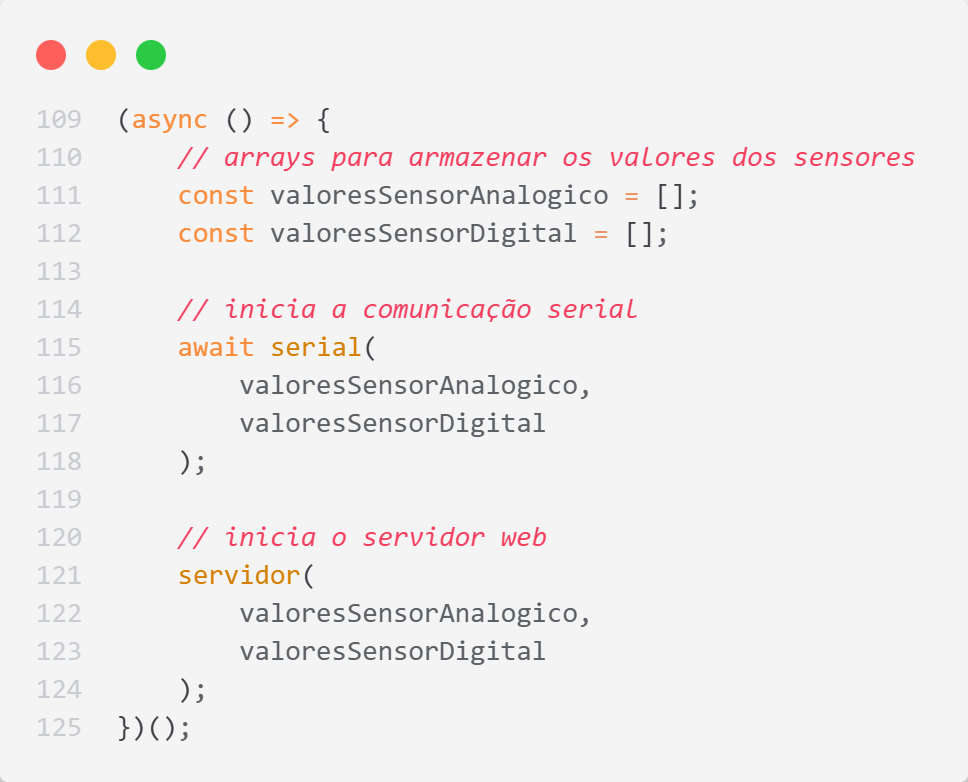 109 (async () => {
110     // arrays para armazenar os valores dos sensores
111     const valoresSensorAnalogico = [];
112     const valoresSensorDigital = [];
113
114     // inicia a comunicação serial
115     await serial(
116         valoresSensorAnalogico,
117         valoresSensorDigital
118     );
119
120     // inicia o servidor web
121     servidor(
122         valoresSensorAnalogico,
123         valoresSensorDigital
124     );
125 })();